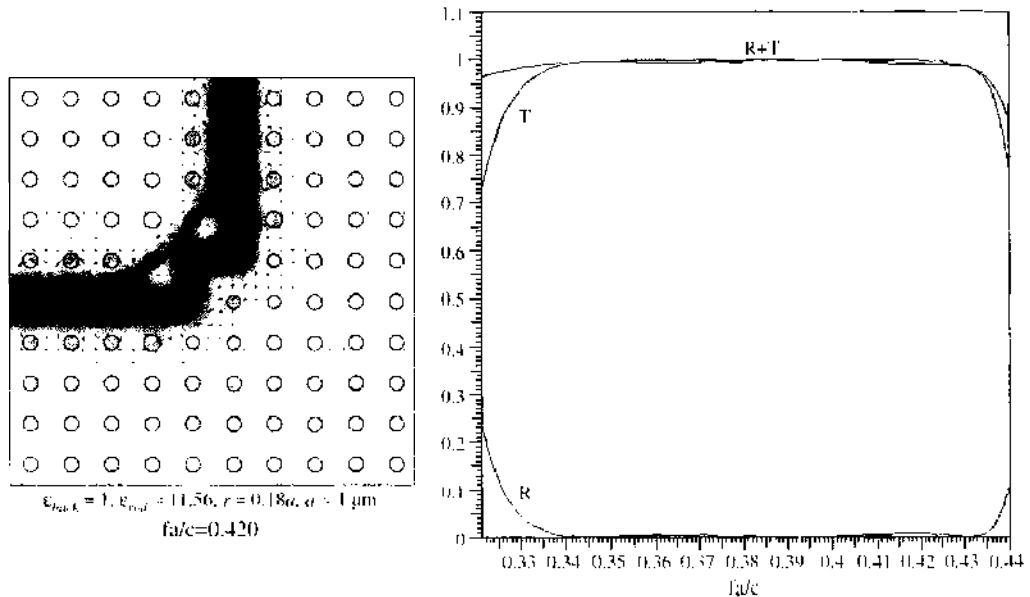 ε_back = 1, ε_rod = 11.56, r = 0.18a, a = 1 μm
fa/c=0.420
1.1
1
0.9
0.8
0.7
0.6
0.5
0.4
0.3
0.2
0.1
0
R+T
T
R
0.33 0.34 0.35 0.36 0.37 0.38 0.39 0.4 0.41 0.42 0.43 0.44
fa/c